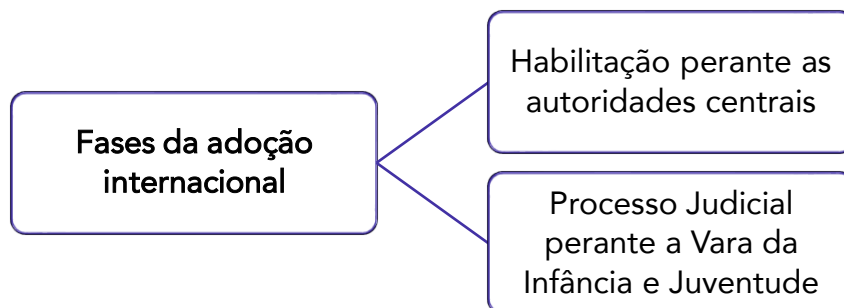 Fases da adoção
internacional
Habilitação perante as
autoridades centrais
Processo Judicial
perante a Vara da
Infância e Juventude